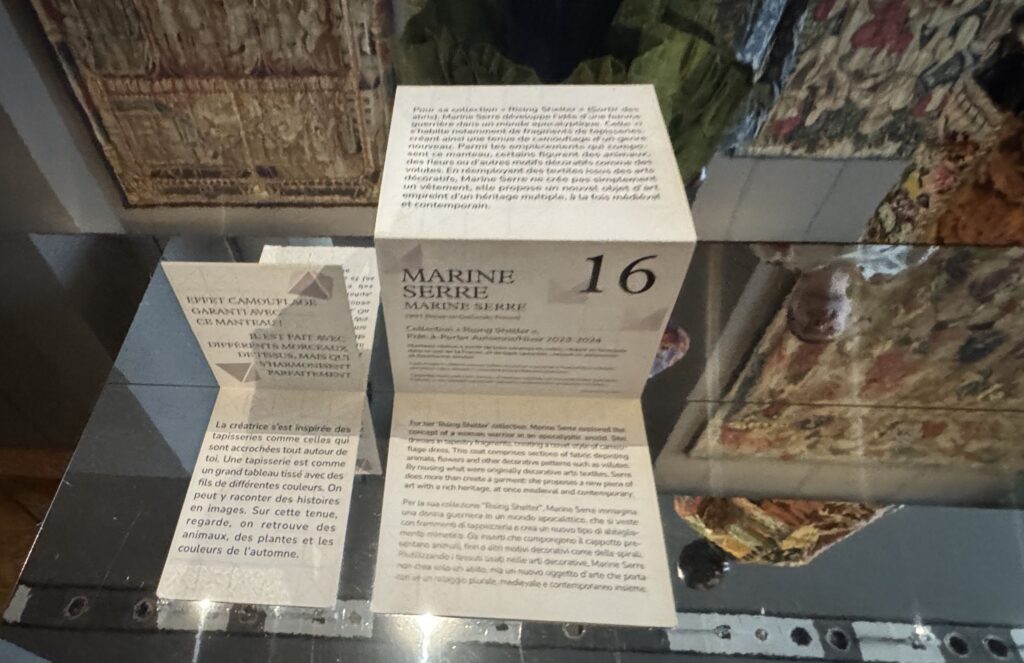 Pour sa collection « Rising Shelter » (Sortir des
abris), Marine Serre développe l'idée d'une femme
guerrière dans un monde apocalyptique. Celle-ci
s'habille notamment de fragments de tapisseries,
créant ainsi une tenue de camouflage d'un genre
nouveau. Parmi les emplacements qui compo-
sent ce manteau, certains figurent des animaux,
des fleurs ou d'autres motifs décoratifs comme des
volutes. En réemployant des textiles issus des arts
décoratifs, Marine Serre ne crée pas simplement
un vêtement, elle propose un nouvel objet d'art
empreint d'un héritage multiple, à la fois médiéval
et contemporain.
MARINE
SERRE
16
MARINE SERRE
Collection « Rising Shelter »,
Prêt-à-Porter Automne/Hiver 2023-2024
For her 'Rising Shelter' collection, Marine Serre explored the
concept of a woman warrior in an apocalyptic world. She
dresses in tapestry fragments, creating a novel style of camou-
flage dress. This coat comprises sections of fabric depicting
animals, flowers and other decorative patterns such as volutes.
By reusing what were originally decorative arts textiles, Serre
does more than create a garment: she proposes a new piece of
art with a rich heritage, at once medieval and contemporary.
Per la sua collezione "Rising Shelter", Marine Serre immagina
una donna guerriera in un mondo apocalittico, che si veste
con frammenti di tappezzeria e crea un nuovo tipo di abbiglia-
mento mimetico. Gli inserti che compongono il cappotto pre-
sentano animali, fiori o altri motivi decorativi come delle spirali.
Riutilizzando i tessuti usati nelle arti decorative, Marine Serre
non crea solo un abito, ma un nuovo oggetto d'arte che porta
con sé un retaggio plurale, medievale e contemporaneo insieme.
EFFET CAMOUFLAGE
GARANTI AVEC
CE MANTEAU !
IL EST FAIT AVEC
DIFFÉRENTS MORCEAUX
DE TISSUS, MAIS QUI
S'HARMONISENT
PARFAITEMENT
La créatrice s'est inspirée des
tapisseries comme celles qui
sont accrochées tout autour de
toi. Une tapisserie est comme
un grand tableau tissé avec des
fils de différentes couleurs. On
peut y raconter des histoires
en images. Sur cette tenue,
regarde, on retrouve des
animaux, des plantes et les
couleurs de l'automne.